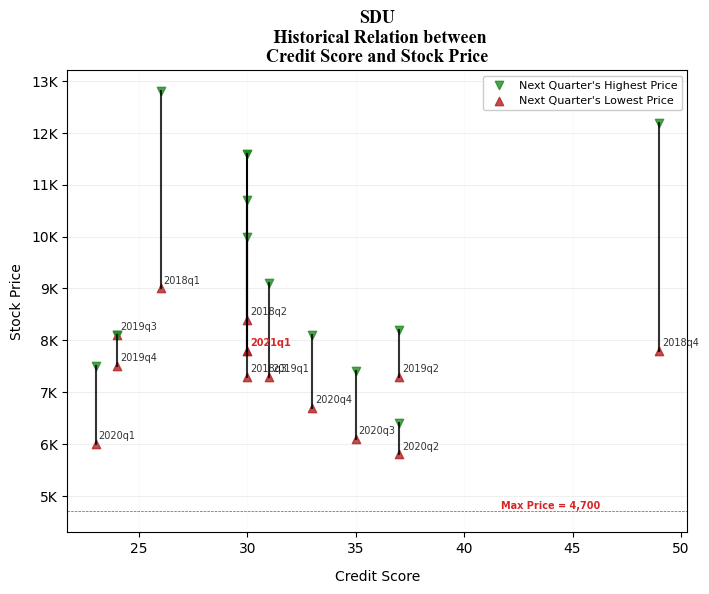 SDU
Historical Relation between
Credit Score and Stock Price
Next Quarter's Highest Price
Next Quarter's Lowest Price
13K
12K
11K
10K
9K
8K
7K
6K
5K
Stock Price
2018q1
2018q2
2019q3
2021q1
2018q4
2019q4
2018q3
2019q1
2019q2
2020q4
2020q1
2020q3
2020q2
Max Price = 4,700
25
30
35
40
45
50
Credit Score